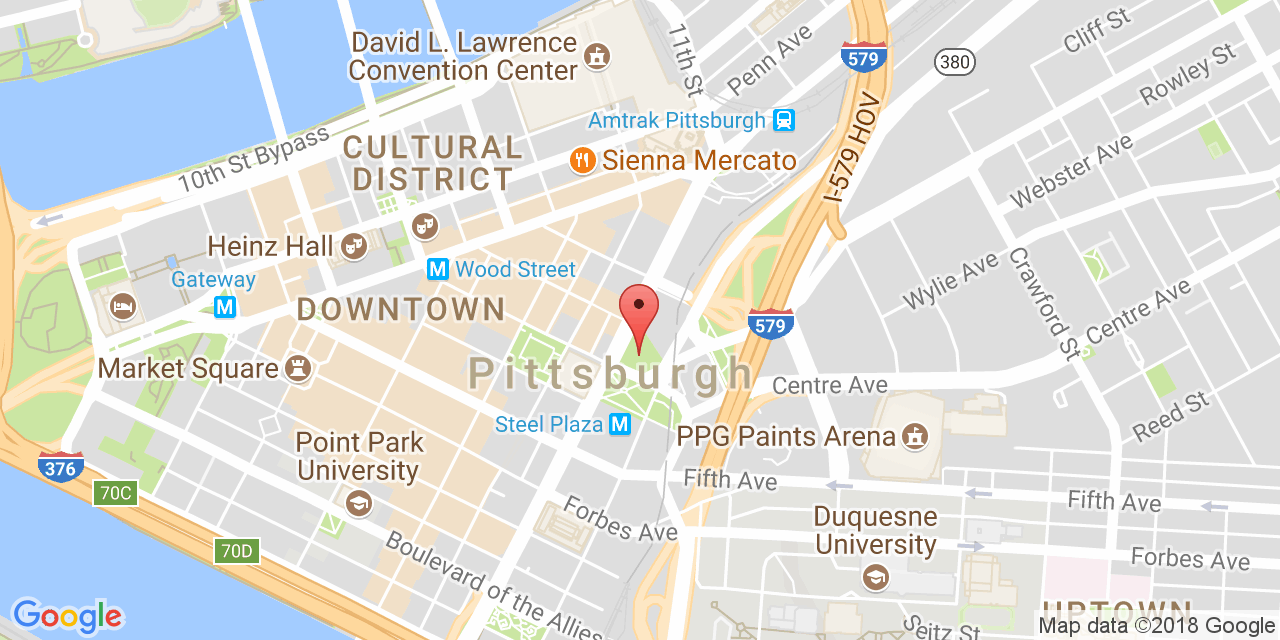 David L. Lawrence
Convention Center
11th St
Penn Ave
579
380
Cliff St
Rowley St
Amtrak Pittsburgh
I-579 HOV
10th St Bypass
CULTURAL
DISTRICT
Sienna Mercato
Webster Ave
Heinz Hall
M Wood Street
Gateway
M
Wylie Ave
Crawford St
Centre Ave
DOWNTOWN
579
Market Square
Pittsburgh
Centre Ave
Reed St
Steel Plaza M
PPG Paints Arena
Point Park
University
376
70C
Fifth Ave
Fifth Ave
Forbes Ave
Duquesne
University
70D
Boulevard of the Allies
Forbes Ave
UPTOWN
Seitz St
Google
Map data ©2018 Google